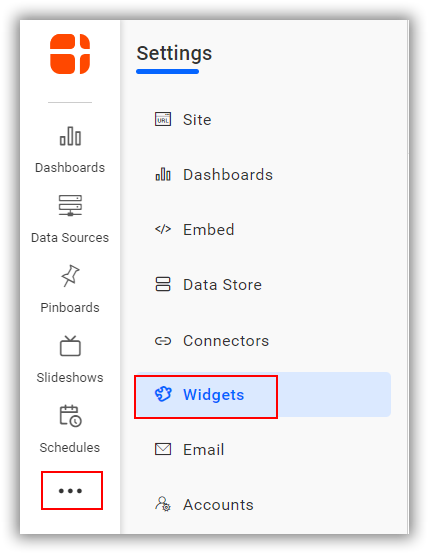 Dashboards
Data Sources
Pinboards
Slideshows
Schedules
Settings
URL
Site
Dashboards
Embed
Data Store
Connectors
Widgets
Email
Accounts